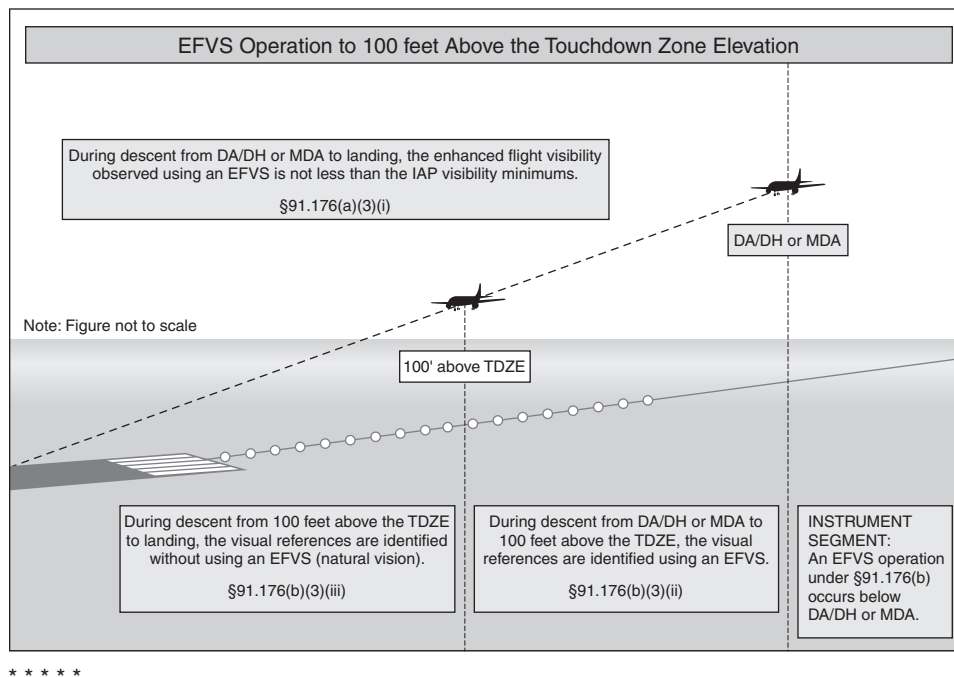 EFVS Operation to 100 feet Above the Touchdown Zone Elevation
During descent from DA/DH or MDA to landing, the enhanced flight visibility
observed using an EFVS is not less than the IAP visibility minimums.
§91.176(a)(3)(i)
DA/DH or MDA
Note: Figure not to scale
100' above TDZE
During descent from 100 feet above the TDZE
to landing, the visual references are identified
without using an EFVS (natural vision).
§91.176(b)(3)(iii)
During descent from DA/DH or MDA to
100 feet above the TDZE, the visual
references are identified using an EFVS.
§91.176(b)(3)(ii)
INSTRUMENT
SEGMENT:
An EFVS operation
under §91.176(b)
occurs below
DA/DH or MDA.
* * * * *